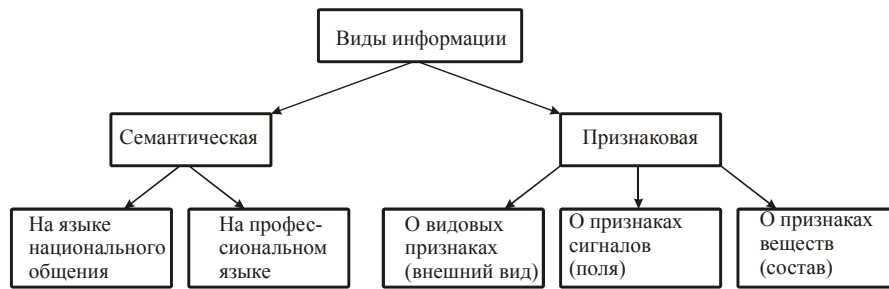 Виды информации
Семантическая
Признаковая
На языке
национального
общения
На профес-
сиональном
языке
О видовых
признаках
(внешний вид)
О признаках
сигналов
(поля)
О признаках
веществ
(состав)